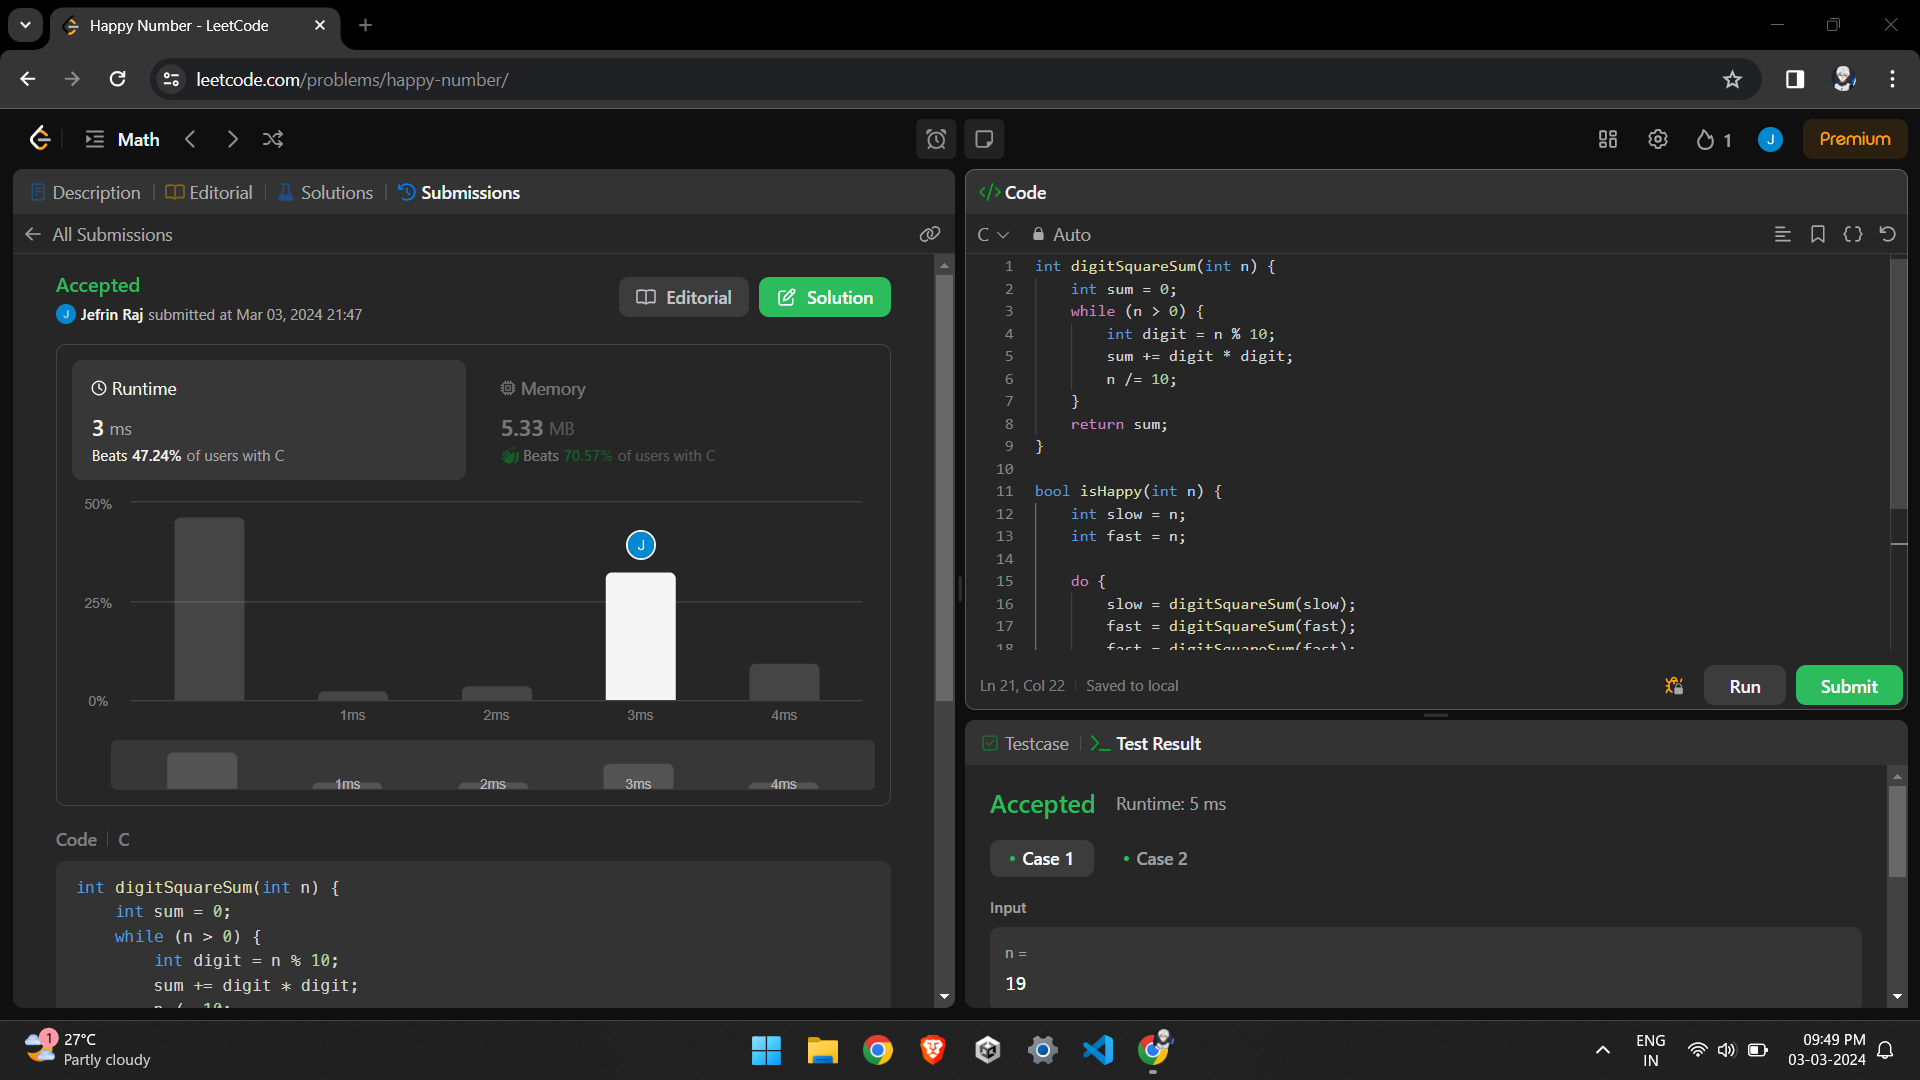 Happy Number - LeetCode
leetcode.com/problems/happy-number/
Math
1
J
Premium
Description
Editorial
Solutions
Submissions
All Submissions
Accepted
J Jefrin Raj submitted at Mar 03, 2024 21:47
Editorial
Solution
Runtime
3 ms
Beats 47.24% of users with C
Memory
5.33 MB
Beats 70.57% of users with C
50%
25%
0%
J
1ms
2ms
3ms
4ms
1ms
2ms
3ms
4ms
Code | C
int digitSquareSum(int n) {
int sum = 0;
while (n > 0) {
int digit = n % 10;
sum += digit * digit;
n /= 10;
</> Code
C
Auto
1 int digitSquareSum(int n) {
2 int sum = 0;
3 while (n > 0) {
4 int digit = n % 10;
5 sum += digit * digit;
6 n /= 10;
7 }
8 return sum;
9 }
10
11 bool isHappy(int n) {
12 int slow = n;
13 int fast = n;
14
15 do {
16 slow = digitSquareSum(slow);
17 fast = digitSquareSum(fast);
18 fast = digitSquareSum(fast);
Ln 21, Col 22
Saved to local
Run
Submit
Testcase
Test Result
Accepted
Runtime: 5 ms
• Case 1
• Case 2
Input
n =
19
1
27°C
Partly cloudy
ENG
IN
09:49 PM
03-03-2024